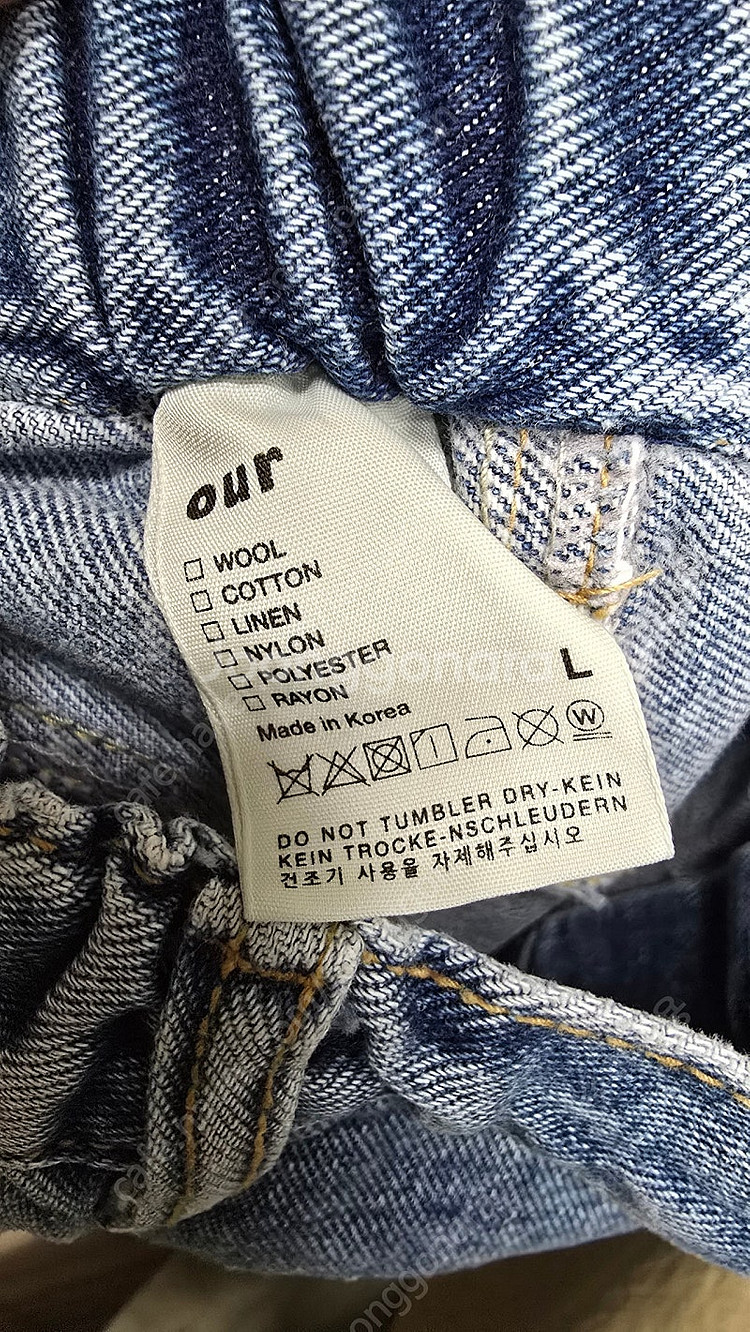 our
WOOL
COTTON
LINEN
NYLON
POLYESTER
RAYON
L
Made in Korea
W
DO NOT TUMBLER DRY-KEIN
KEIN TROCKE-NSCHLEUDERN
건조기 사용을 자제해주십시오